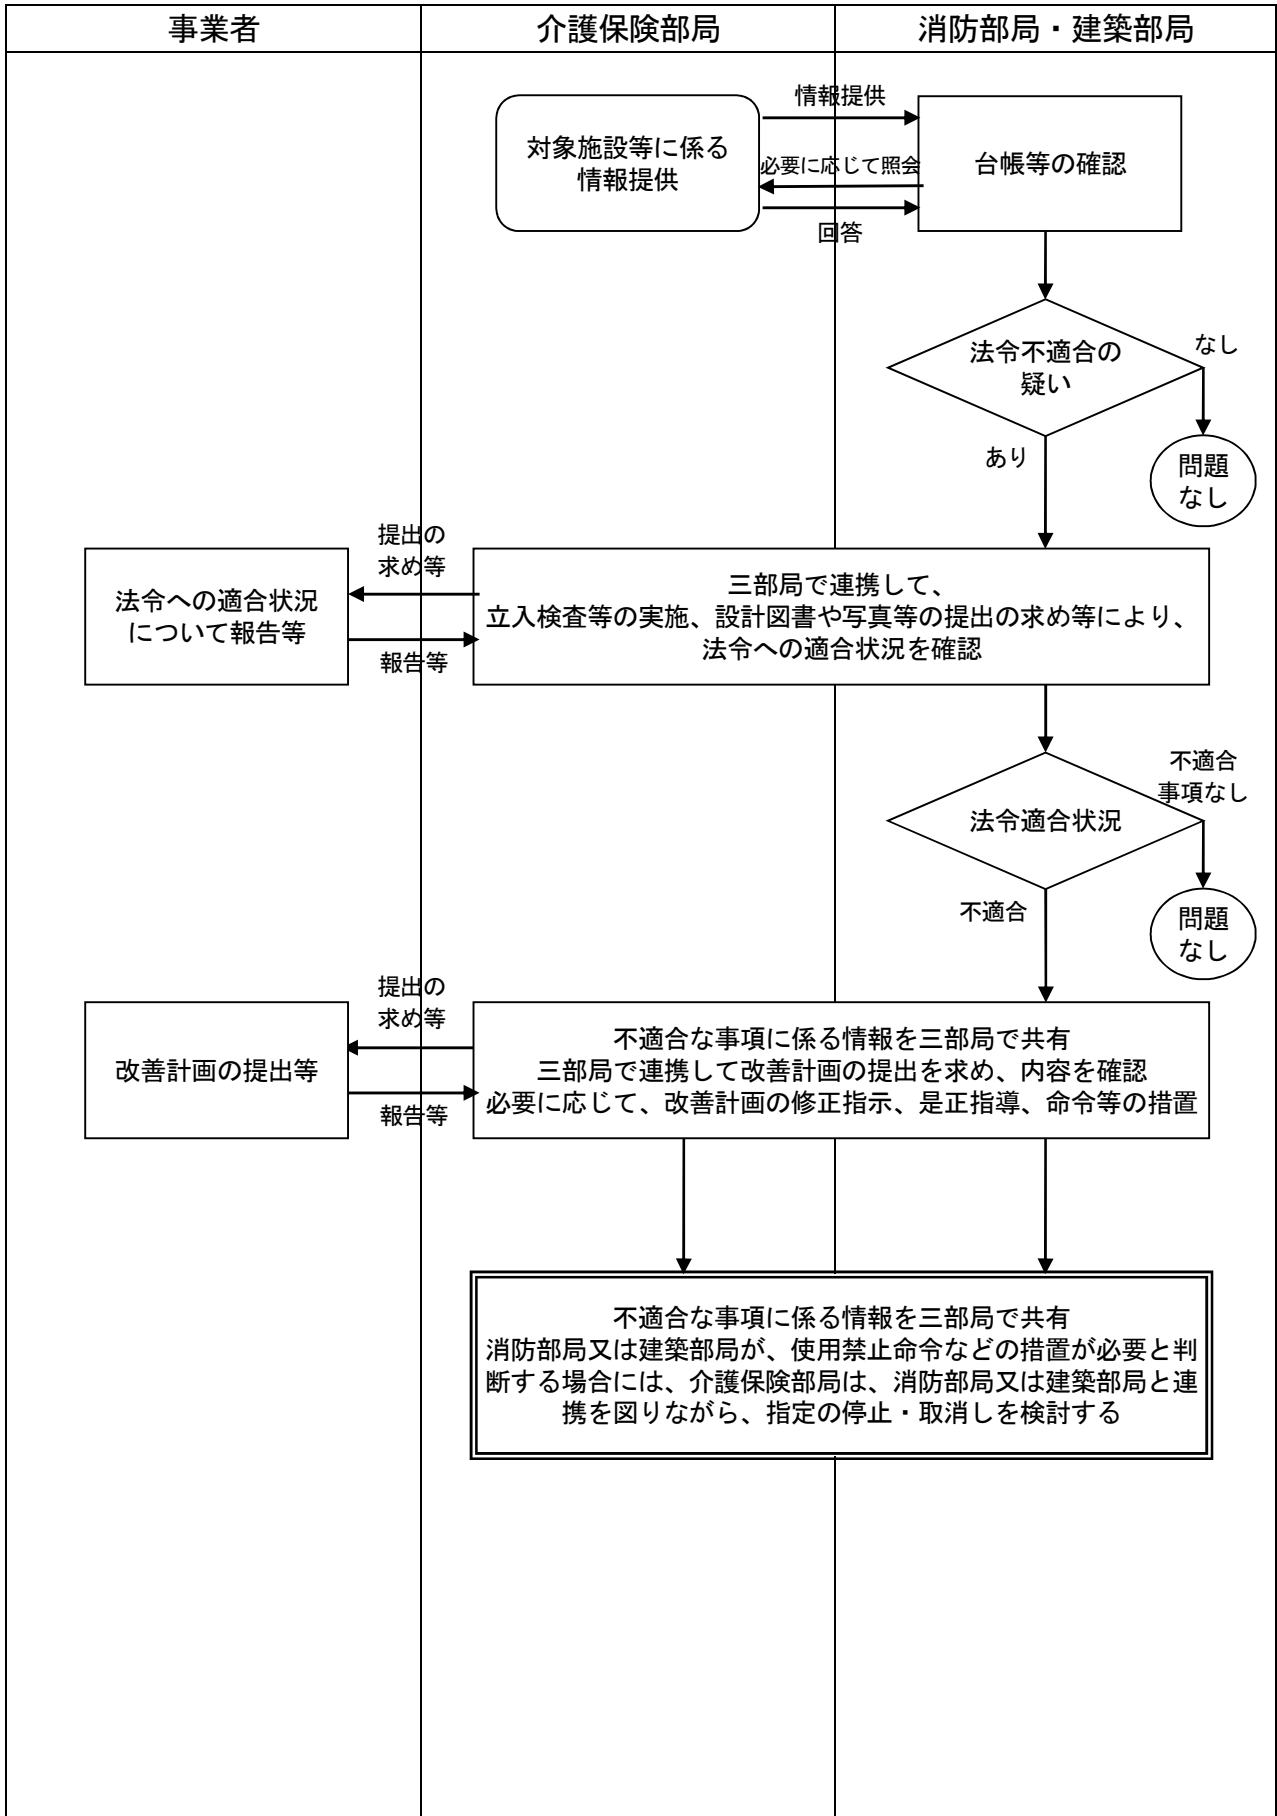 事業者
介護保険部局
消防部局・建築部局
情報提供
対象施設等に係る
情報提供
必要に応じて照会
台帳等の確認
回答
法令不適合の
疑い
なし
あり
問題
なし
提出の
求め等
法令への適合状況
について報告等
報告等
三部局で連携して、
立入検査等の実施、設計図書や写真等の提出の求め等により、
法令への適合状況を確認
不適合
事項なし
法令適合状況
不適合
問題
なし
提出の
求め等
改善計画の提出等
報告等
不適合な事項に係る情報を三部局で共有
三部局で連携して改善計画の提出を求め、内容を確認
必要に応じて、改善計画の修正指示、是正指導、命令等の措置
不適合な事項に係る情報を三部局で共有
消防部局又は建築部局が、使用禁止命令などの措置が必要と判
断する場合には、介護保険部局は、消防部局又は建築部局と連
携を図りながら、指定の停止・取消しを検討する